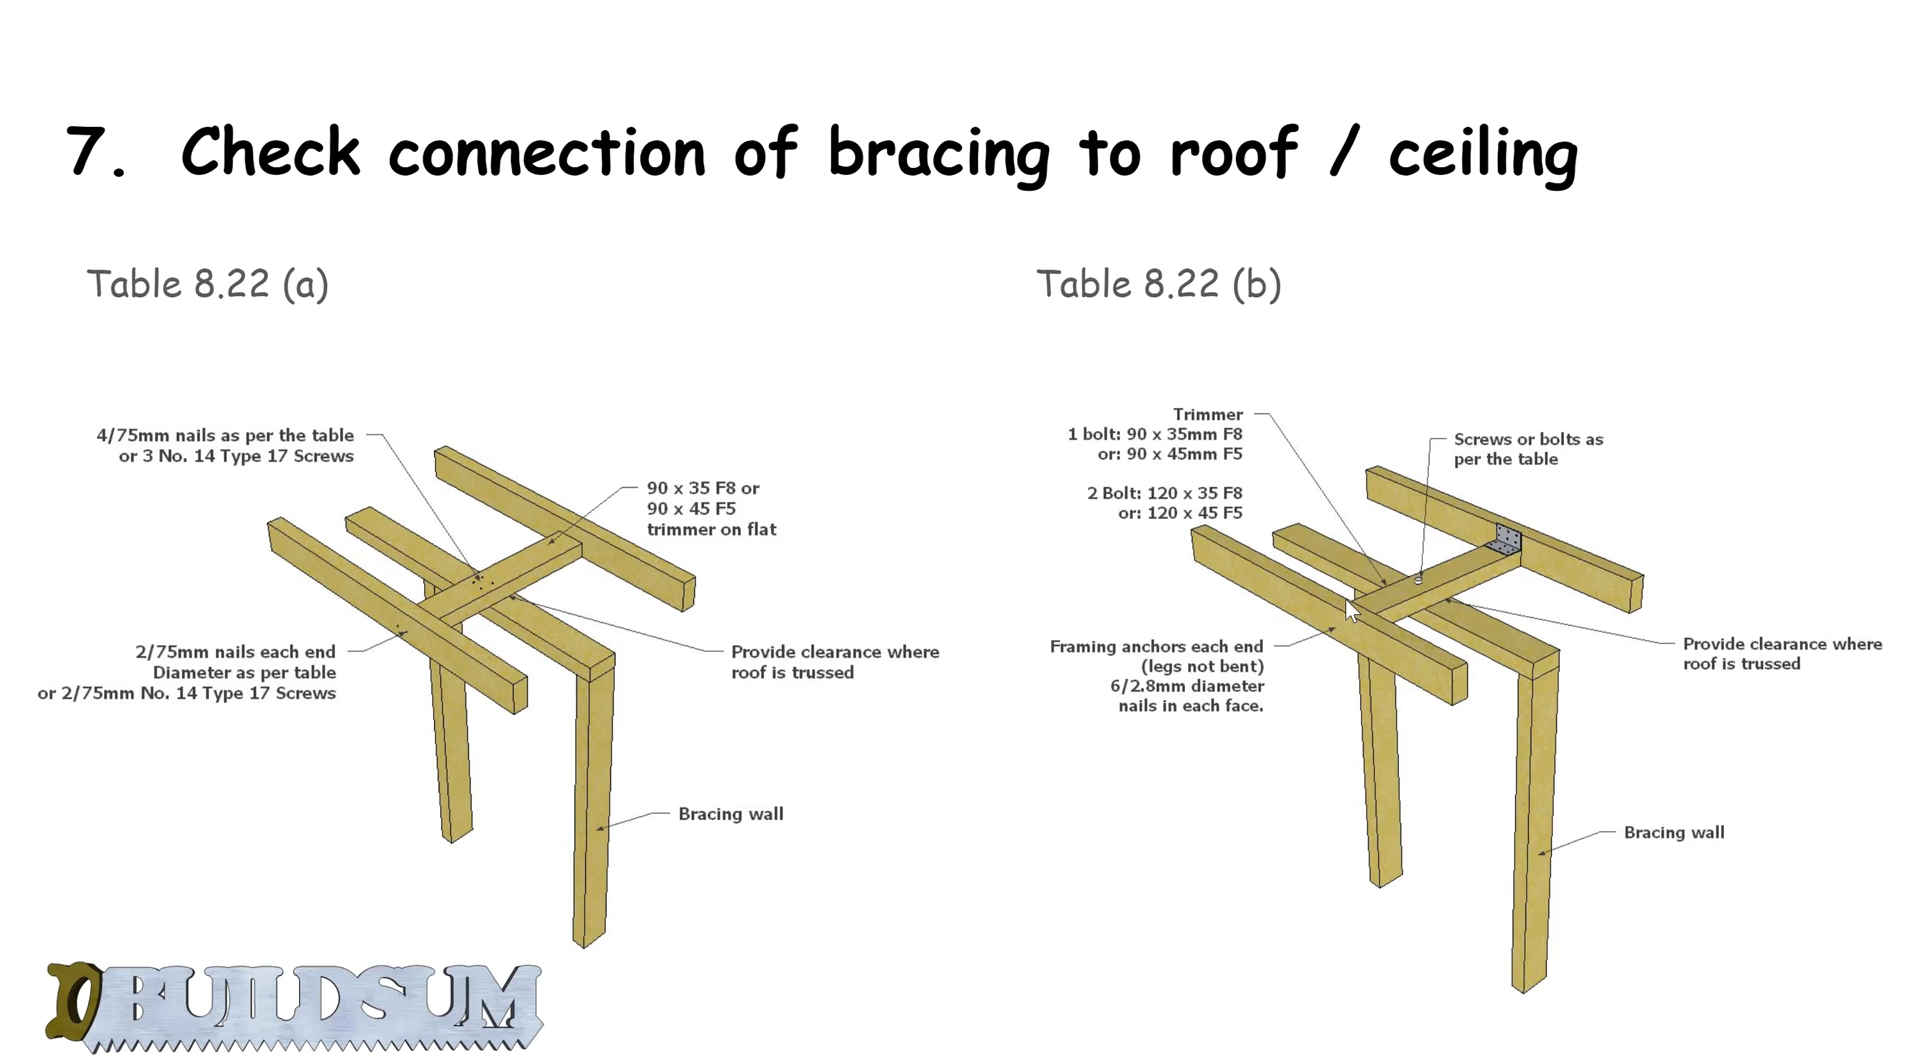 7. Check connection of bracing to roof / ceiling
Table 8.22 (a)
4/75mm nails as per the table
or 3 No. 14 Type 17 Screws
90 x 35 F8 or
90 x 45 F5
trimmer on flat
2/75mm nails each end
Diameter as per table
or 2/75mm No. 14 Type 17 Screws
Provide clearance where
roof is trussed
Bracing wall
Table 8.22 (b)
Trimmer
1 bolt: 90 x 35mm F8
or: 90 x 45mm F5
2 Bolt: 120 x 35 F8
or: 120 x 45 F5
Screws or bolts as
per the table
Framing anchors each end
(legs not bent)
6/2.8mm diameter
nails in each face.
Provide clearance where
roof is trussed
Bracing wall
BUILDSUM